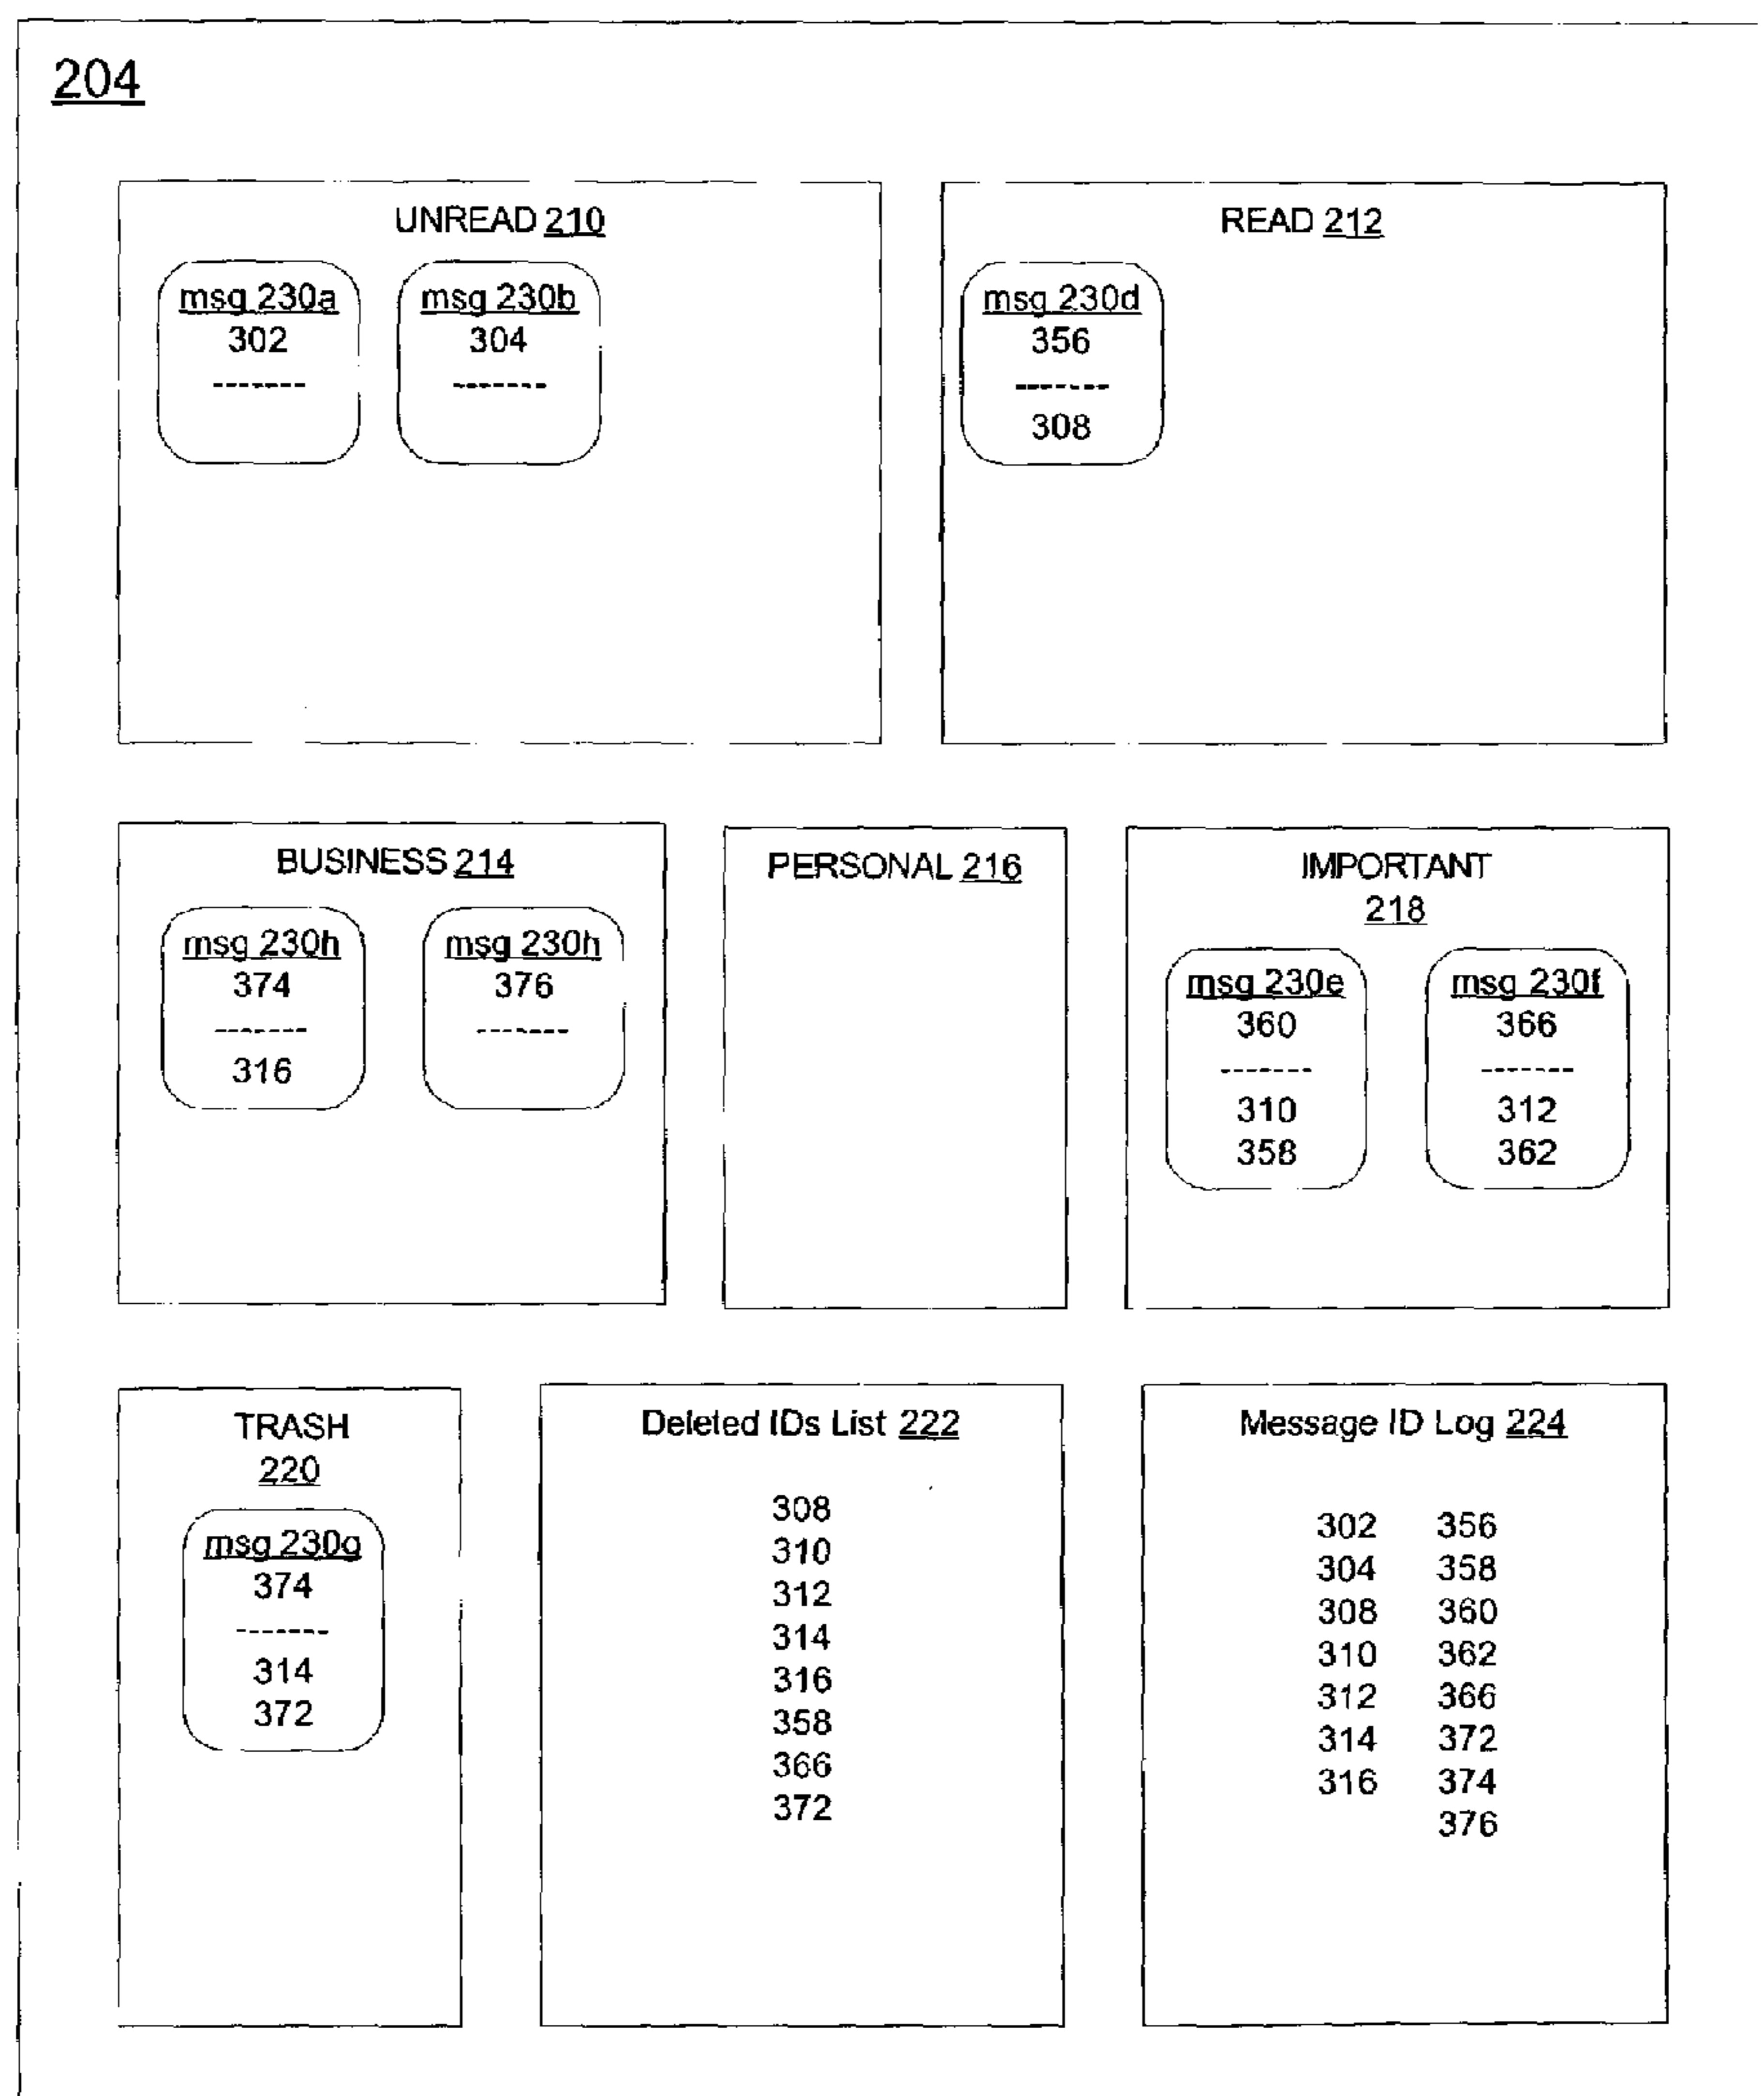 204
UNREAD 210
msg 230a
302
-------
msg 230b
304
-------
READ 212
msg 230d
356
-------
308
BUSINESS 214
msg 230h
374
-------
316
msg 230h
376
-------
PERSONAL 216
IMPORTANT
218
msg 230e
360
-------
310
358
msg 230f
366
-------
312
362
TRASH
220
msg 230g
374
-------
314
372
Deleted IDs List 222
308
310
312
314
316
358
366
372
Message ID Log 224
302 356
304 358
308 360
310 362
312 366
314 372
316 374
376